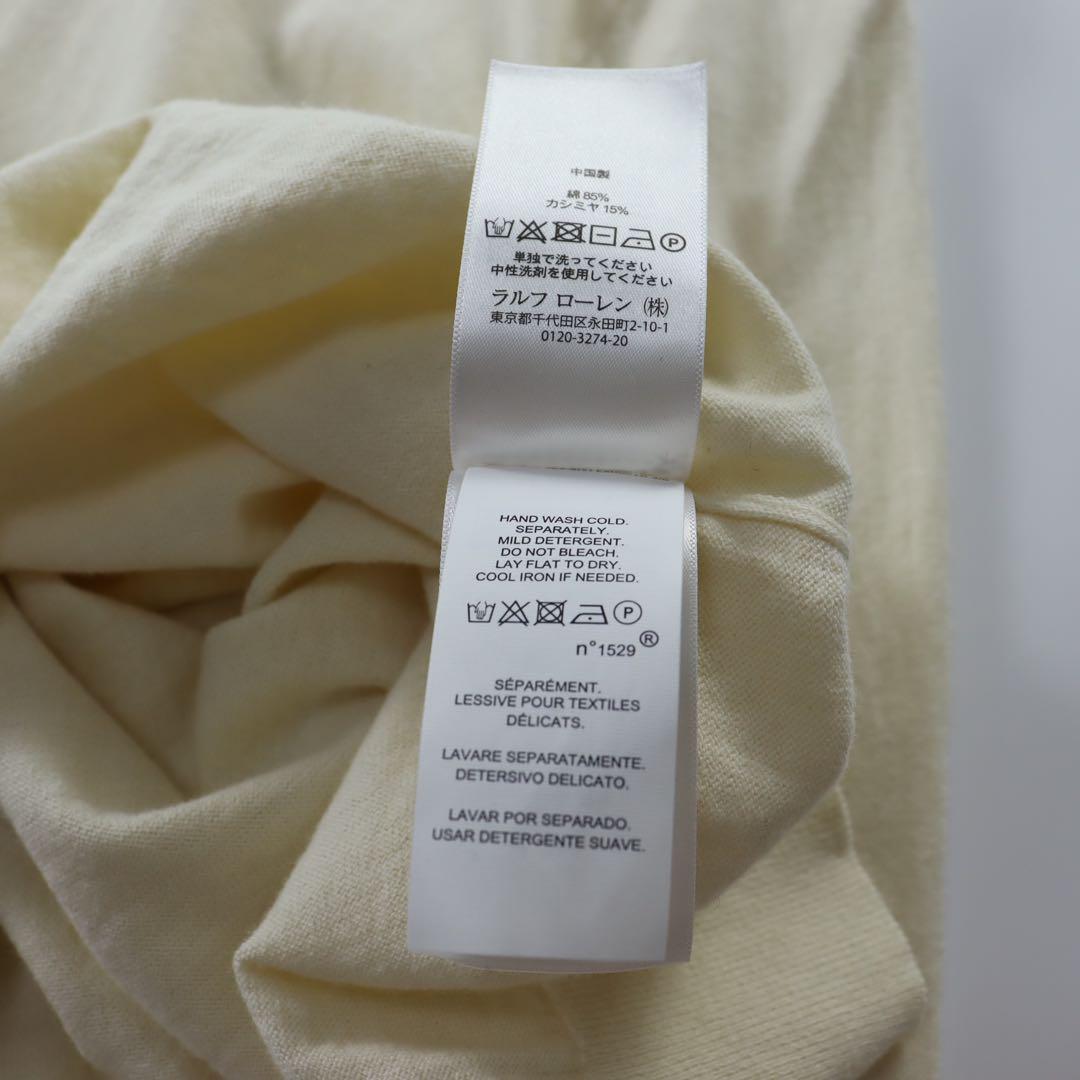 中国製
綿 85%
カシミヤ 15%
P
単独で洗ってください
中性洗剤を使用してください
ラルフ ローレン (株)
東京都千代田区永田町2-10-1
0120-3274-20
HAND WASH COLD.
SEPARATELY.
MILD DETERGENT.
DO NOT BLEACH.
LAY FLAT TO DRY.
COOL IRON IF NEEDED.
P
n°1529®
SÉPARÉMENT.
LESSIVE POUR TEXTILES
DÉLICATS.
LAVARE SEPARATAMENTE.
DETERSIVO DELICATO.
LAVAR POR SEPARADO.
USAR DETERGENTE SUAVE.